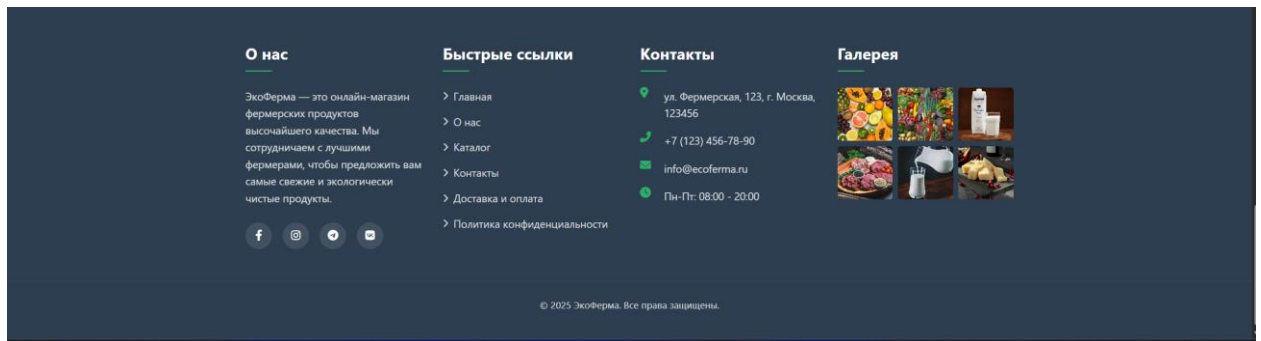 О нас
ЭкоФерма — это онлайн-магазин
фермерских продуктов
высочайшего качества. Мы
сотрудничаем с лучшими
фермерами, чтобы предложить вам
самые свежие и экологически
чистые продукты.
Быстрые ссылки
Главная
О нас
Каталог
Контакты
Доставка и оплата
Политика конфиденциальности
Контакты
ул. Фермерская, 123, г. Москва,
123456
+7 (123) 456-78-90
info@ecoferma.ru
Пн-Пт: 08:00 - 20:00
Галерея
© 2025 ЭкоФерма. Все права защищены.